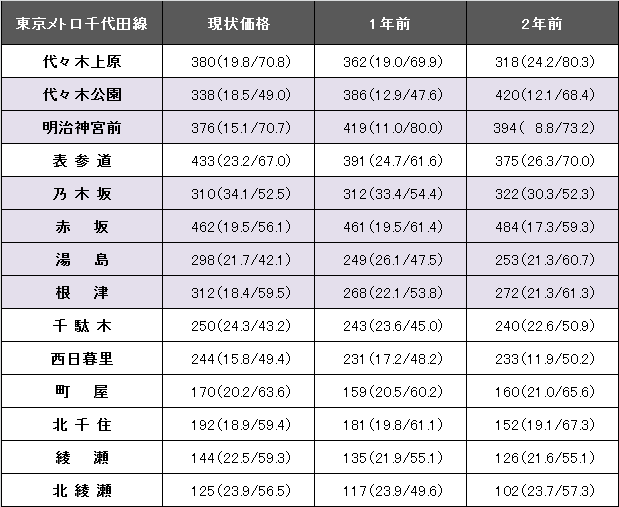 東京メトロ千代田線 現状価格 1年前 2年前
代々木上原 380(19.8/70.8) 362(19.0/69.9) 318(24.2/80.3)
代々木公園 338(18.5/49.0) 386(12.9/47.6) 420(12.1/68.4)
明治神宮前 376(15.1/70.7) 419(11.0/80.0) 394( 8.8/73.2)
表参道 433(23.2/67.0) 391(24.7/61.6) 375(26.3/70.0)
乃木坂 310(34.1/52.5) 312(33.4/54.4) 322(30.3/52.3)
赤坂 462(19.5/56.1) 461(19.5/61.4) 484(17.3/59.3)
湯島 298(21.7/42.1) 249(26.1/47.5) 253(21.3/60.7)
根津 312(18.4/59.5) 268(22.1/53.8) 272(21.3/61.3)
千駄木 250(24.3/43.2) 243(23.6/45.0) 240(22.6/50.9)
西日暮里 244(15.8/49.4) 231(17.2/48.2) 233(11.9/50.2)
町屋 170(20.2/63.6) 159(20.5/60.2) 160(21.0/65.6)
北千住 192(18.9/59.4) 181(19.8/61.1) 152(19.1/67.3)
綾瀬 144(22.5/59.3) 135(21.9/55.1) 126(21.6/55.1)
北綾瀬 125(23.9/56.5) 117(23.9/49.6) 102(23.7/57.3)